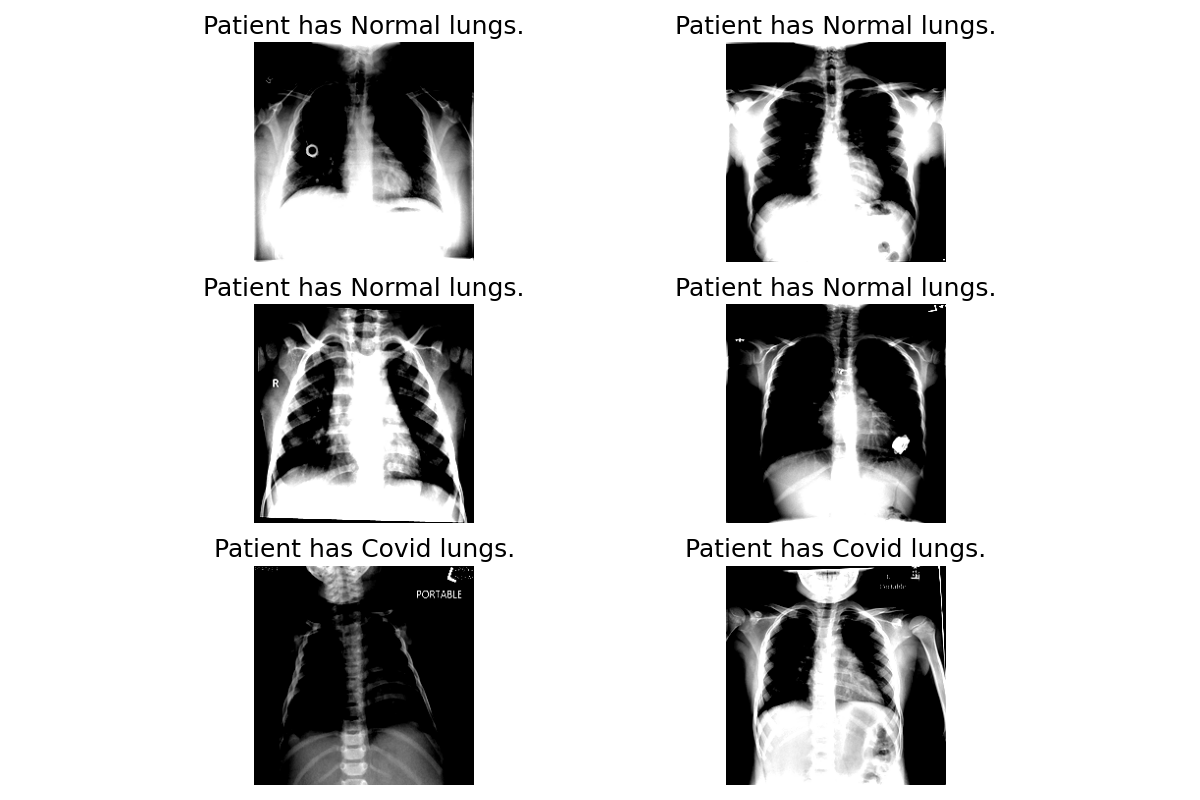 Patient has Normal lungs.
Patient has Normal lungs.
Patient has Normal lungs.
Patient has Normal lungs.
R
Patient has Covid lungs.
Patient has Covid lungs.
PORTABLE
L
Portable